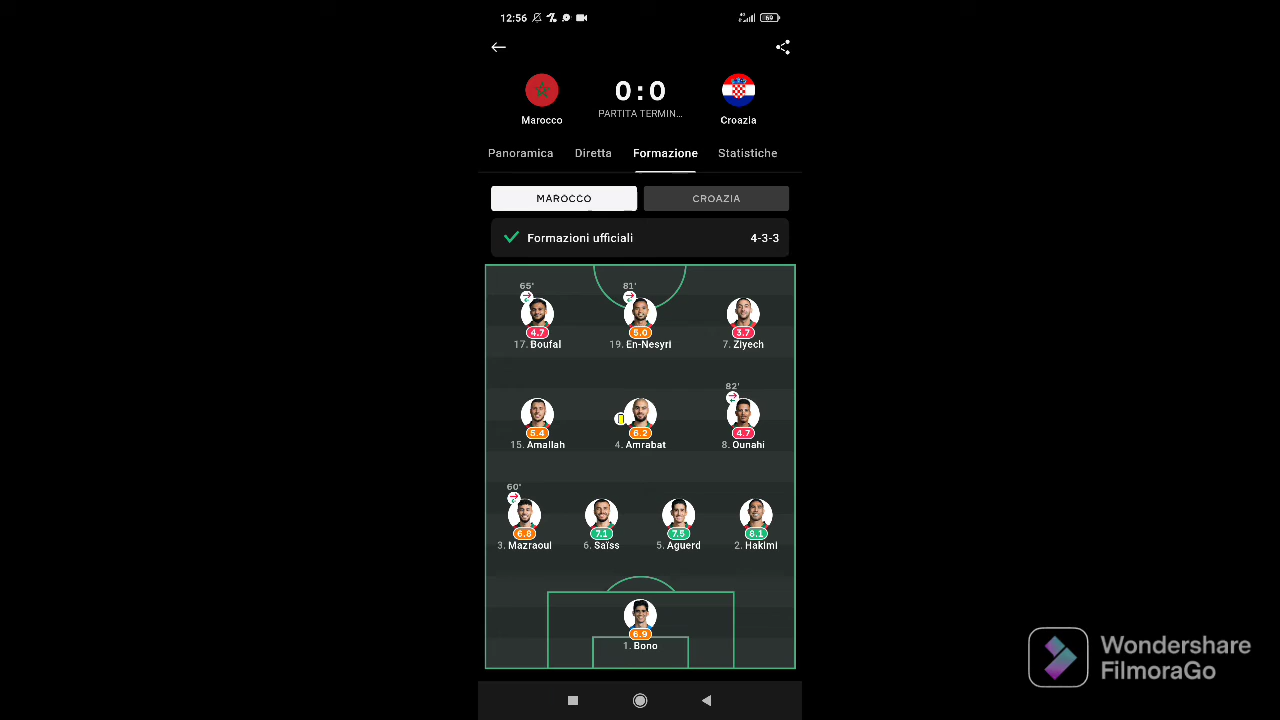 12:56
4G
69
0:0
PARTITA TERMIN...
Marocco
Croazia
Panoramica Diretta Formazione Statistiche
MAROCCO CROAZIA
Formazioni ufficiali 4-3-3
65' 81'
4.7 5.0 3.7
17. Boufal 19. En-Nesyri 7. Ziyech
82'
5.4 6.2 4.7
15. Amallah 4. Amrabat 8. Ounahi
60'
6.8 7.1 7.5 8.1
3. Mazraoui 6. Saïss 5. Aguerd 2. Hakimi
6.9
1. Bono
Wondershare
FilmoraGo